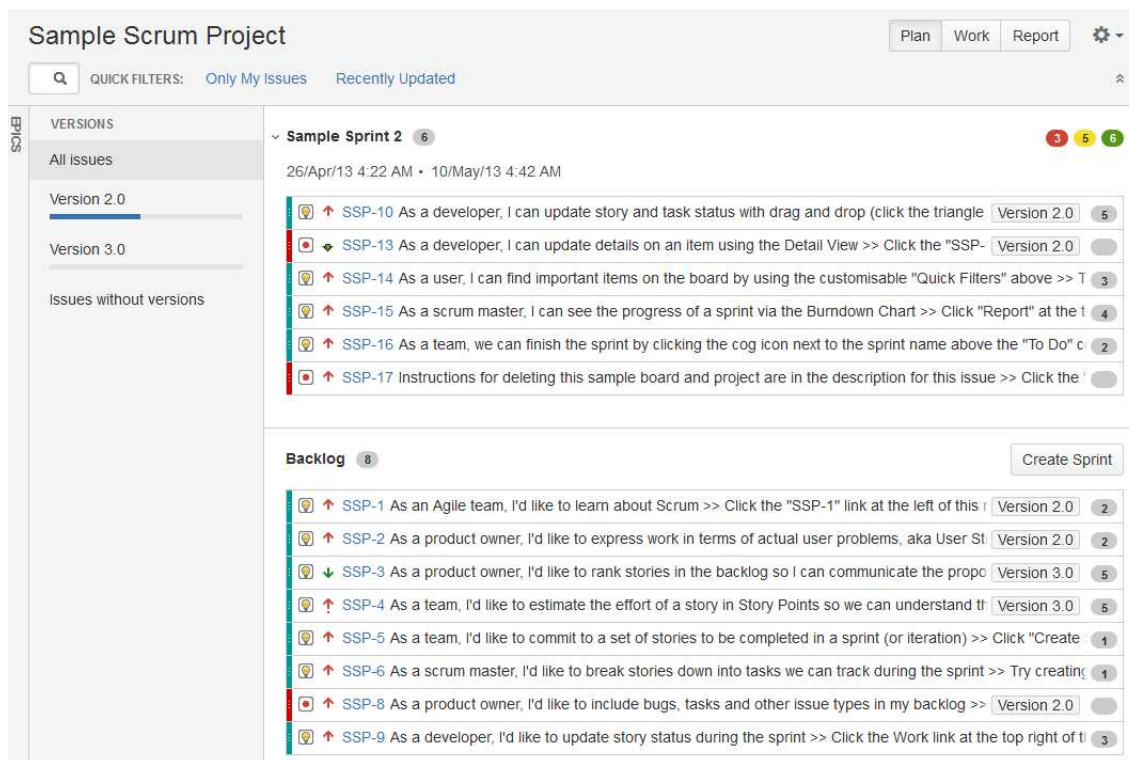 Sample Scrum Project
Plan Work Report
QUICK FILTERS: Only My Issues Recently Updated
EPICS
VERSIONS
All issues
Version 2.0
Version 3.0
Issues without versions
Sample Sprint 2 6
3 5 6
26/Apr/13 4:22 AM • 10/May/13 4:42 AM
SSP-10 As a developer, I can update story and task status with drag and drop (click the triangle Version 2.0 5
SSP-13 As a developer, I can update details on an item using the Detail View >> Click the "SSP- Version 2.0
SSP-14 As a user, I can find important items on the board by using the customisable "Quick Filters" above >> T 3
SSP-15 As a scrum master, I can see the progress of a sprint via the Burndown Chart >> Click "Report" at the t 4
SSP-16 As a team, we can finish the sprint by clicking the cog icon next to the sprint name above the "To Do" c 2
SSP-17 Instructions for deleting this sample board and project are in the description for this issue >> Click the '
Backlog 8
Create Sprint
SSP-1 As an Agile team, I'd like to learn about Scrum >> Click the "SSP-1" link at the left of this r Version 2.0 2
SSP-2 As a product owner, I'd like to express work in terms of actual user problems, aka User St Version 2.0 2
SSP-3 As a product owner, I'd like to rank stories in the backlog so I can communicate the propo Version 3.0 5
SSP-4 As a team, I'd like to estimate the effort of a story in Story Points so we can understand th Version 3.0 5
SSP-5 As a team, I'd like to commit to a set of stories to be completed in a sprint (or iteration) >> Click "Create 1
SSP-6 As a scrum master, I'd like to break stories down into tasks we can track during the sprint >> Try creating 1
SSP-8 As a product owner, I'd like to include bugs, tasks and other issue types in my backlog >> Version 2.0
SSP-9 As a developer, I'd like to update story status during the sprint >> Click the Work link at the top right of tl 3